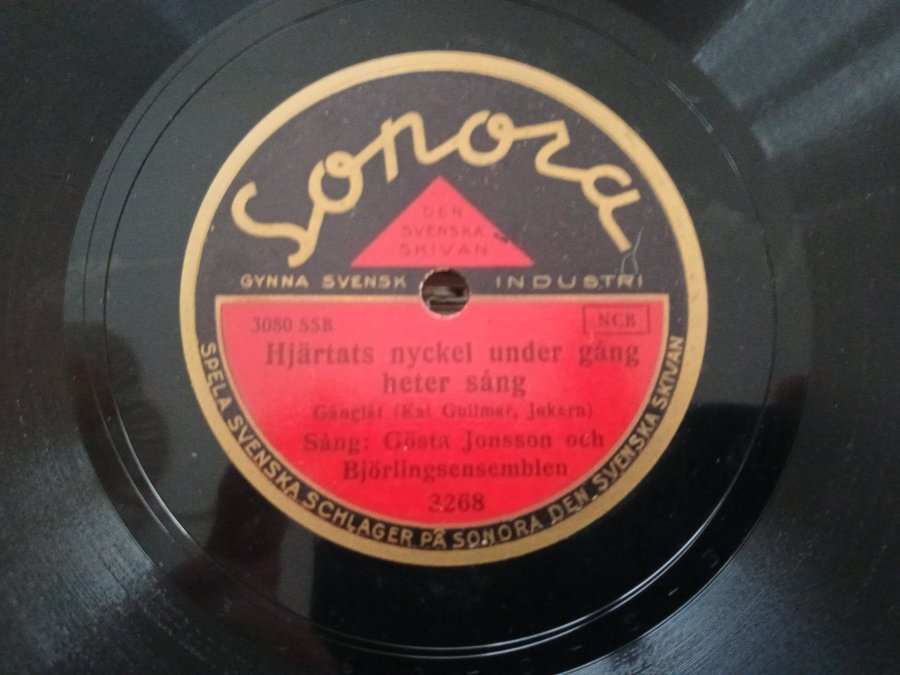 Sonora
DEN
SVENSKA
SKIVAN
GYNNA SVENSK INDUSTRI
3080 SSB
NCB
Hjärtats nyckel under gång
heter sång
Gånglåt (Kai Gullmar, Jokern)
Sång: Gösta Jonsson och
Björlingsensemblen
3268
SPELA SVENSKA SCHLAGER PÅ SONORA DEN SVENSKA SKIVAN